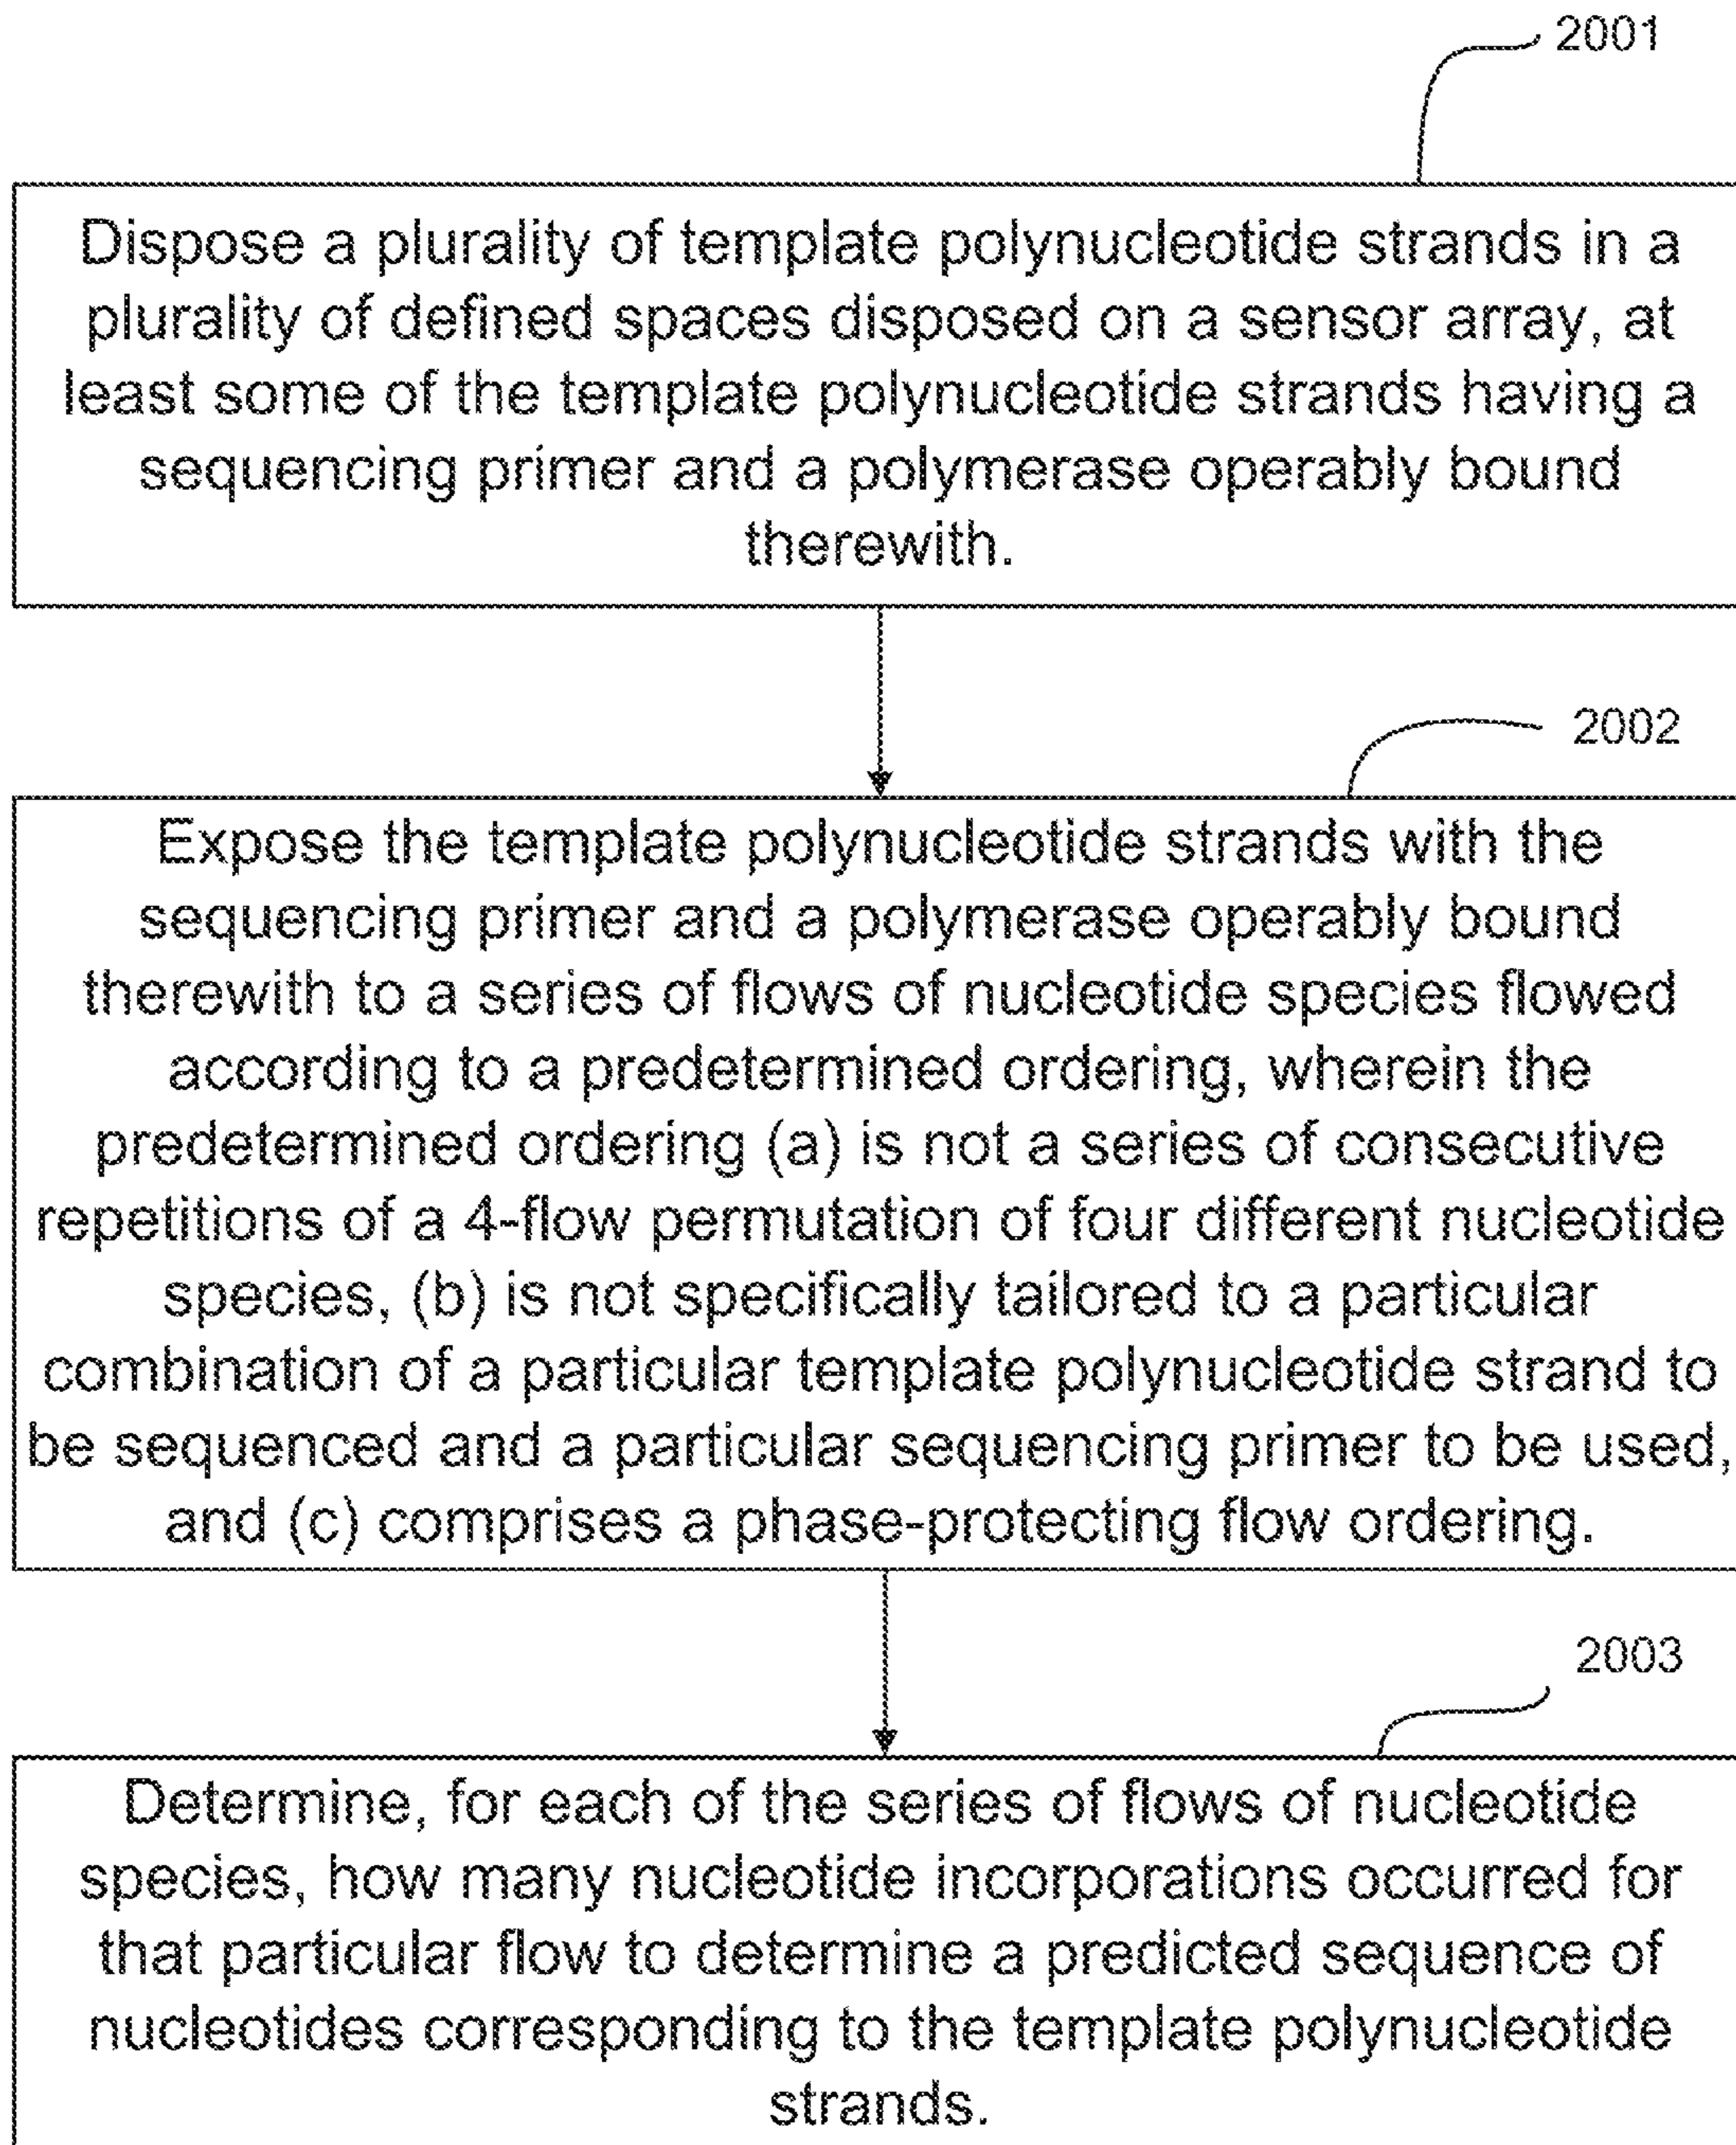 2001
Dispose a plurality of template polynucleotide strands in a
plurality of defined spaces disposed on a sensor array, at
least some of the template polynucleotide strands having a
sequencing primer and a polymerase operably bound
therewith.
2002
Expose the template polynucleotide strands with the
sequencing primer and a polymerase operably bound
therewith to a series of flows of nucleotide species flowed
according to a predetermined ordering, wherein the
predetermined ordering (a) is not a series of consecutive
repetitions of a 4-flow permutation of four different nucleotide
species, (b) is not specifically tailored to a particular
combination of a particular template polynucleotide strand to
be sequenced and a particular sequencing primer to be used,
and (c) comprises a phase-protecting flow ordering.
2003
Determine, for each of the series of flows of nucleotide
species, how many nucleotide incorporations occurred for
that particular flow to determine a predicted sequence of
nucleotides corresponding to the template polynucleotide
strands.